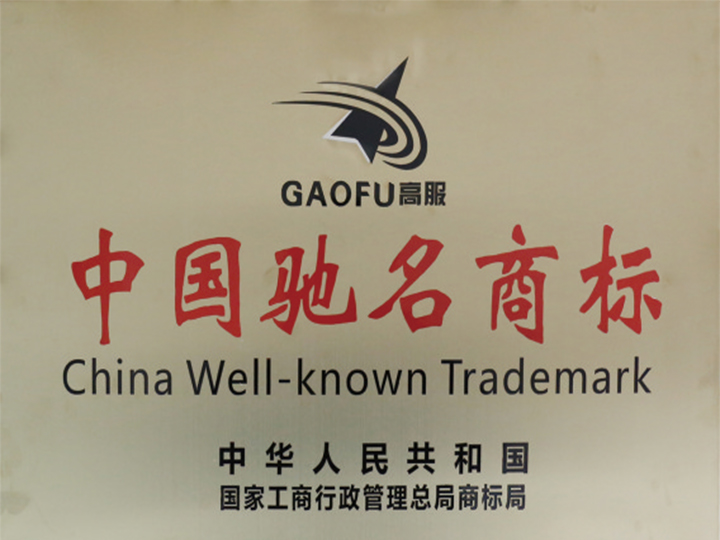 GAOFU高服
中国驰名商标
China Well-known Trademark
中华人民共和国
国家工商行政管理总局商标局